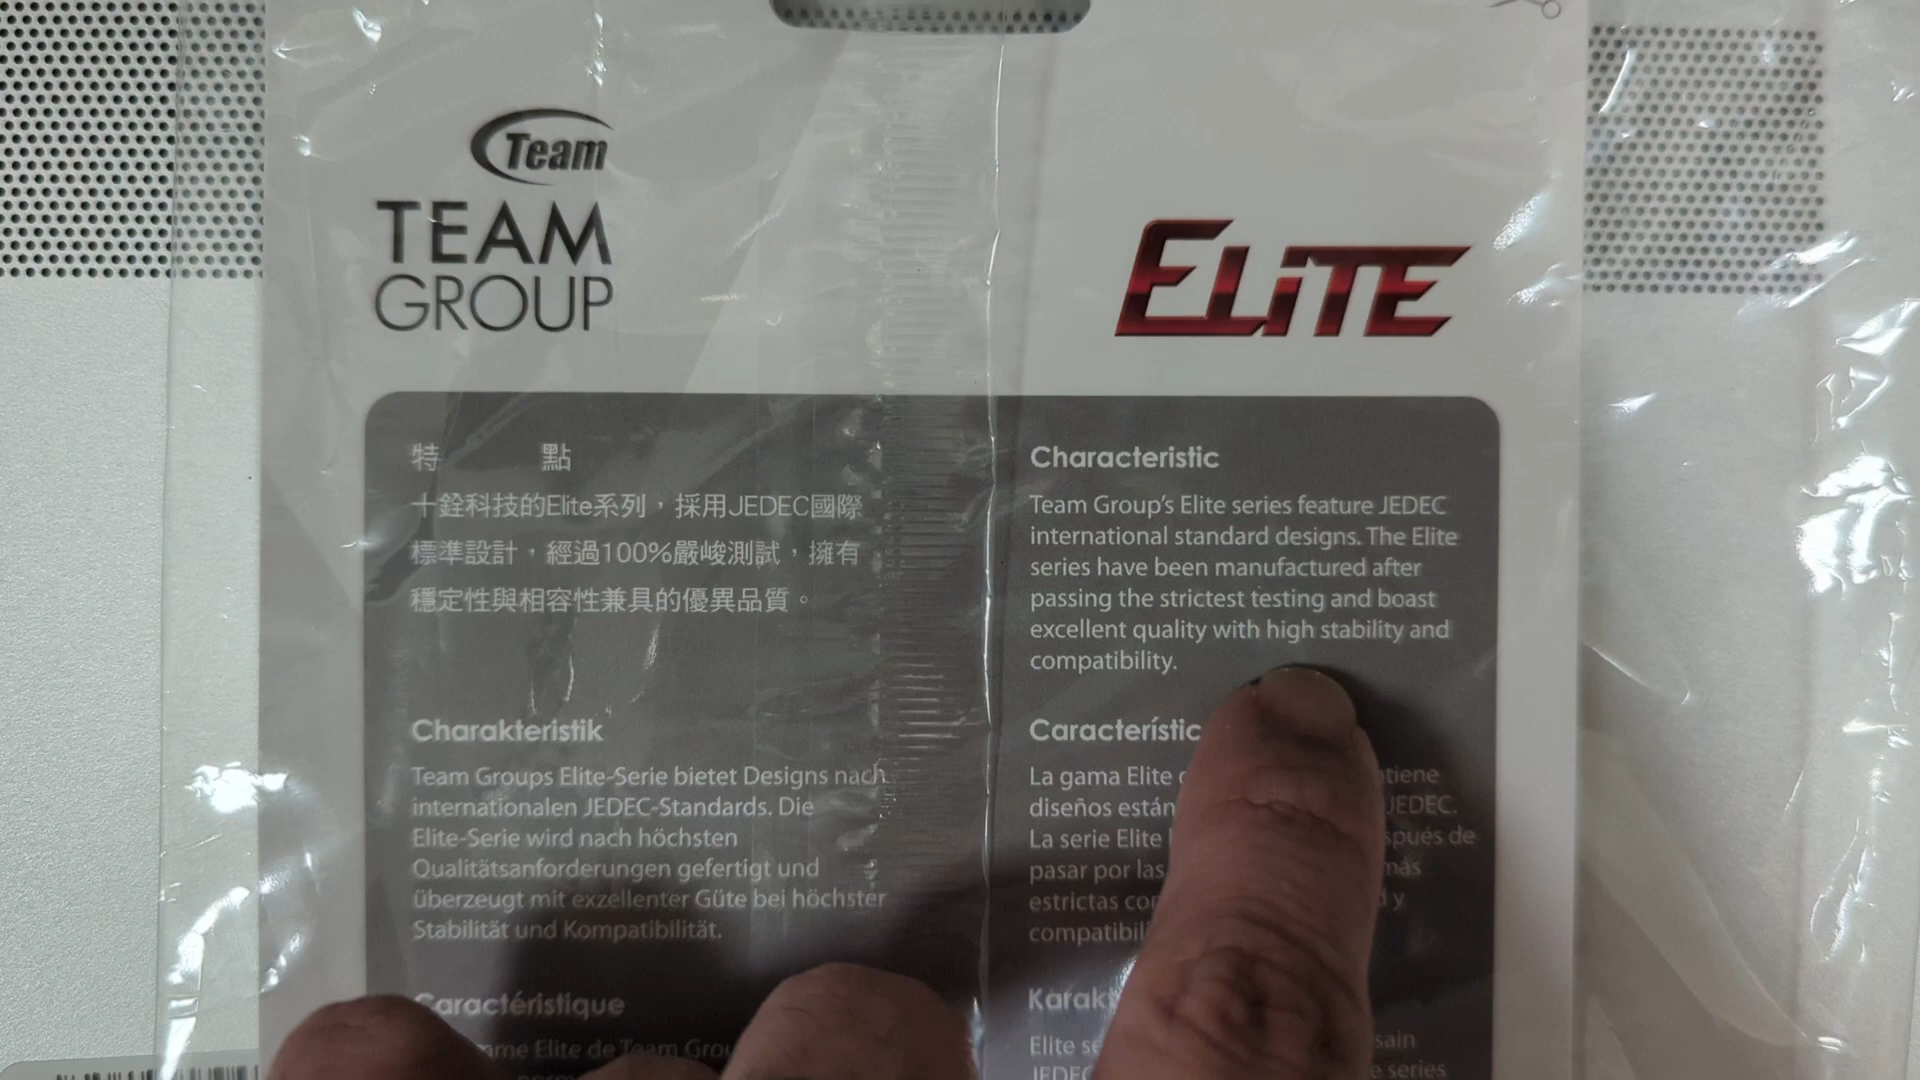 Team
TEAM
GROUP
ELiTE
特 點
十銓科技的Elite系列，採用JEDEC國際
標準設計，經過100%嚴峻測試，擁有
穩定性與相容性兼具的優異品質。
Characteristic
Team Group's Elite series feature JEDEC
international standard designs. The Elite
series have been manufactured after
passing the strictest testing and boast
excellent quality with high stability and
compatibility.
Charakteristik
Team Groups Elite-Serie bietet Designs nach
internationalen JEDEC-Standards. Die
Elite-Serie wird nach höchsten
Qualitätsanforderungen gefertigt und
überzeugt mit exzellenter Güte bei höchster
Stabilität und Kompatibilität.
La gama Elite
diseños están JEDEC.
La serie Elite de
pasar por las más
estrictas y
Caractéristique
Elite de Team
Elite
JEDEC series